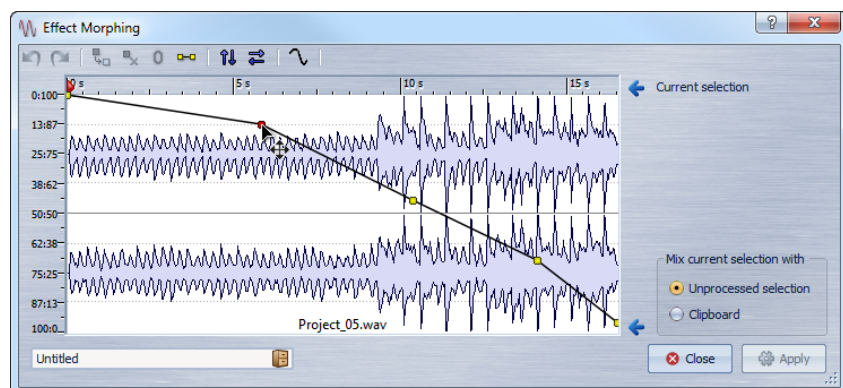 Effect Morphing
0 s 5 s 10 s 15 s
0:100
13:87
25:75
38:62
50:50
62:38
75:25
87:13
100:0
Project_05.wav
Current selection
Mix current selection with
Unprocessed selection
Clipboard
Untitled
Close
Apply